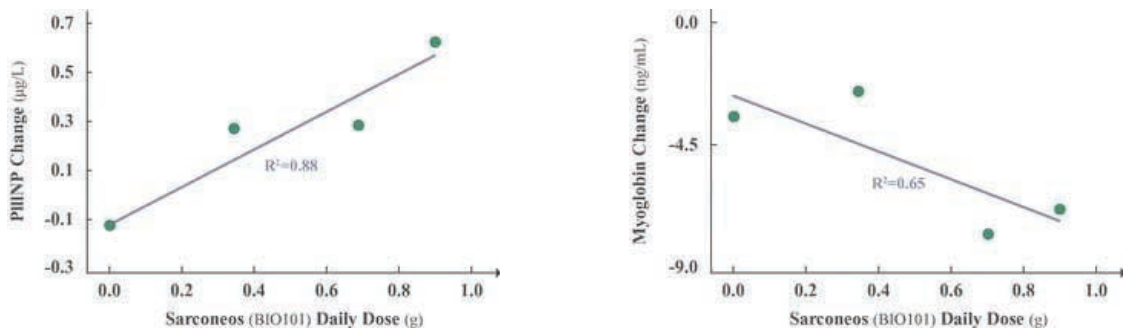 PIIINP Change (µg/L)
0.7
0.5
0.3
0.1
-0.1
-0.3
R²=0.88
0.0 0.2 0.4 0.6 0.8 1.0
Sarconeos (BIO101) Daily Dose (g)
Myoglobin Change (ng/mL)
0.0
-4.5
-9.0
R²=0.65
0.0 0.2 0.4 0.6 0.8 1.0
Sarconeos (BIO101) Daily Dose (g)